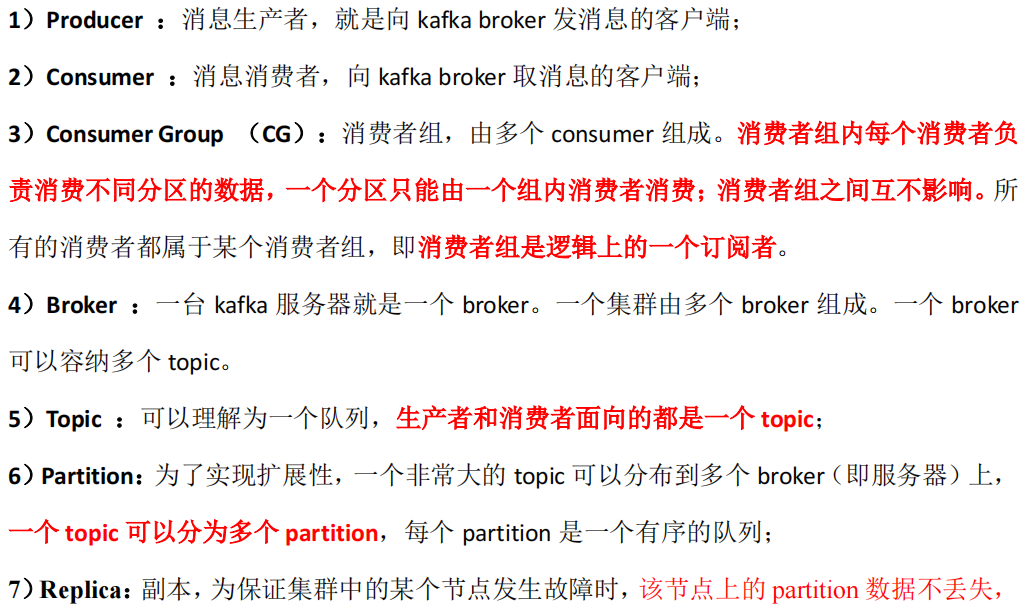 1）Producer ：消息生产者，就是向 kafka broker 发消息的客户端；
2）Consumer ：消息消费者，向 kafka broker 取消息的客户端；
3）Consumer Group （CG）：消费者组，由多个 consumer 组成。消费者组内每个消费者负
责消费不同分区的数据，一个分区只能由一个组内消费者消费；消费者组之间互不影响。所
有的消费者都属于某个消费者组，即消费者组是逻辑上的一个订阅者。
4）Broker ：一台 kafka 服务器就是一个 broker。一个集群由多个 broker 组成。一个 broker
可以容纳多个 topic。
5）Topic ：可以理解为一个队列，生产者和消费者面向的都是一个 topic；
6）Partition：为了实现扩展性，一个非常大的 topic 可以分布到多个 broker（即服务器）上，
一个 topic 可以分为多个 partition，每个 partition 是一个有序的队列；
7）Replica：副本，为保证集群中的某个节点发生故障时，该节点上的 partition 数据不丢失，